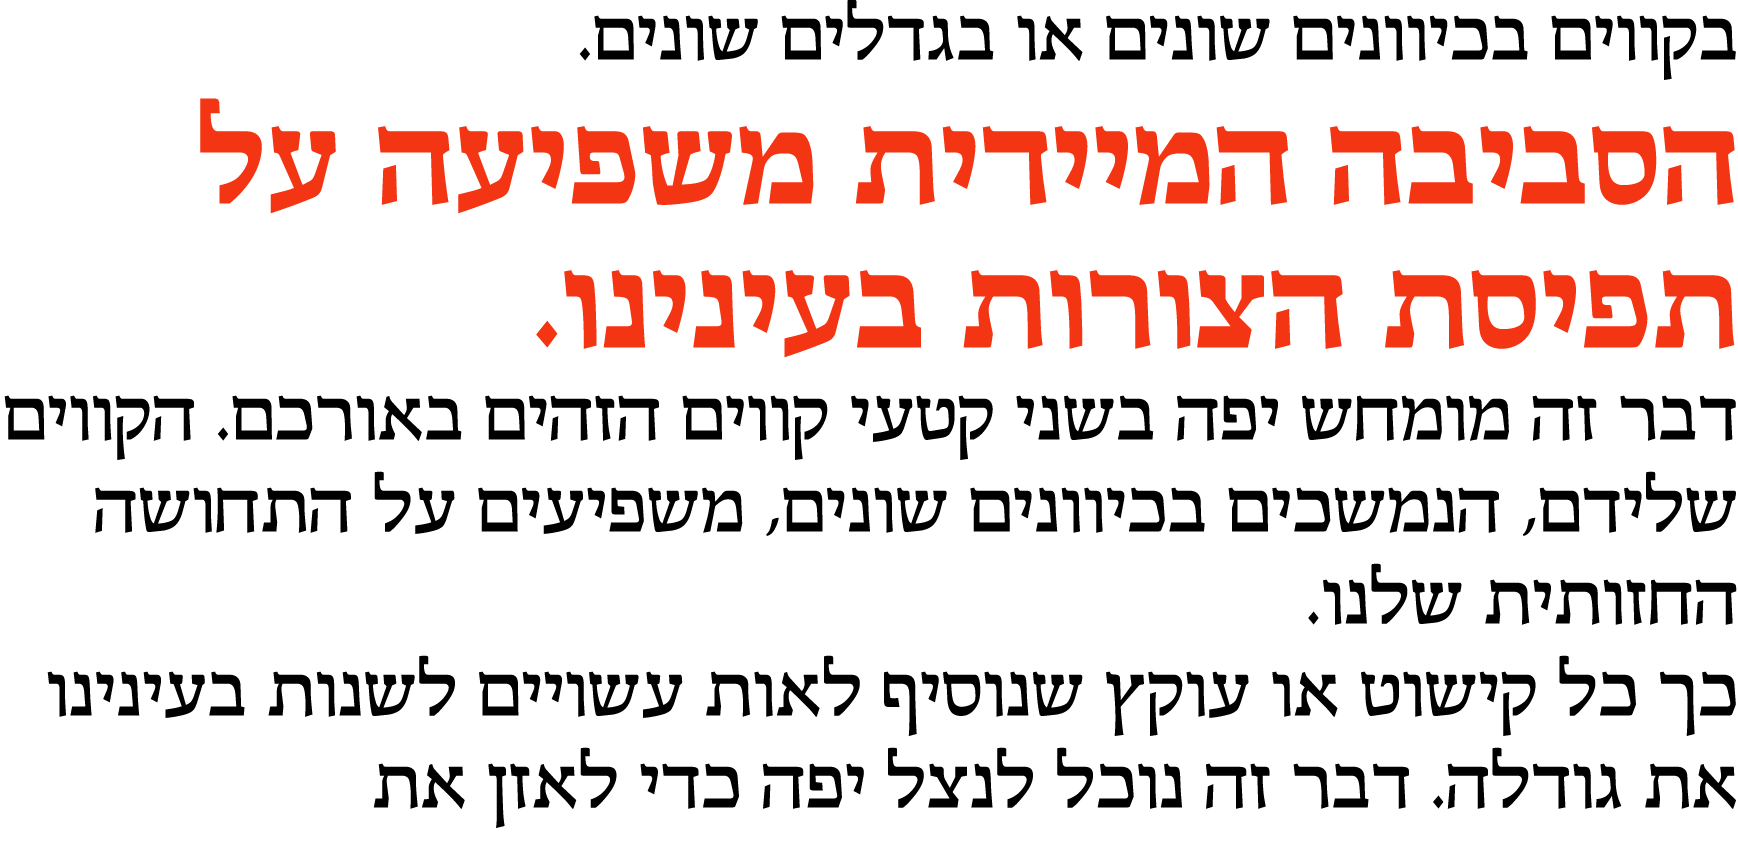 בקווים בכיוונים שונים או בגדלים שונים.
הסביבה המיידית משפיעה על
תפיסת הצורות בעינינו.
דבר זה מומחש יפה בשני קטעי קווים הזהים באורכם. הקווים
שלידם, הנמשכים בכיוונים שונים, משפיעים על התחושה
החזותית שלנו.
כך כל קישוט או עוקץ שנוסיף לאות עשויים לשנות בעינינו
את גודלה. דבר זה נוכל לנצל יפה כדי לאזן את